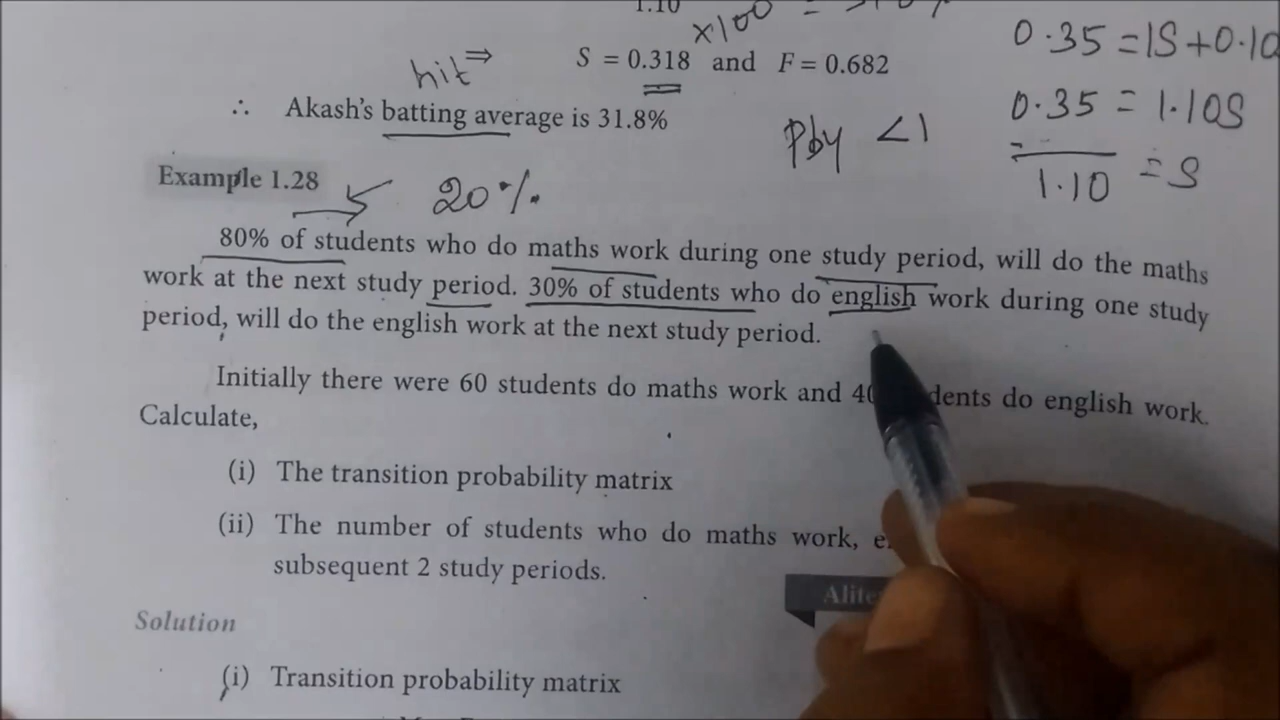 1.10
×100 =
0.35 = 1S + 0.10
hit ⇒
S = 0.318 and F = 0.682
0.35 = 1.10S
∴ Akash's batting average is 31.8%
Pby < 1
1.10 = S
Example 1.28
20%
80% of students who do maths work during one study period, will do the maths
work at the next study period. 30% of students who do english work during one study
period, will do the english work at the next study period.
Initially there were 60 students do maths work and 40 students do english work.
Calculate,
(i) The transition probability matrix
(ii) The number of students who do maths work,
subsequent 2 study periods.
Solution
(i) Transition probability matrix